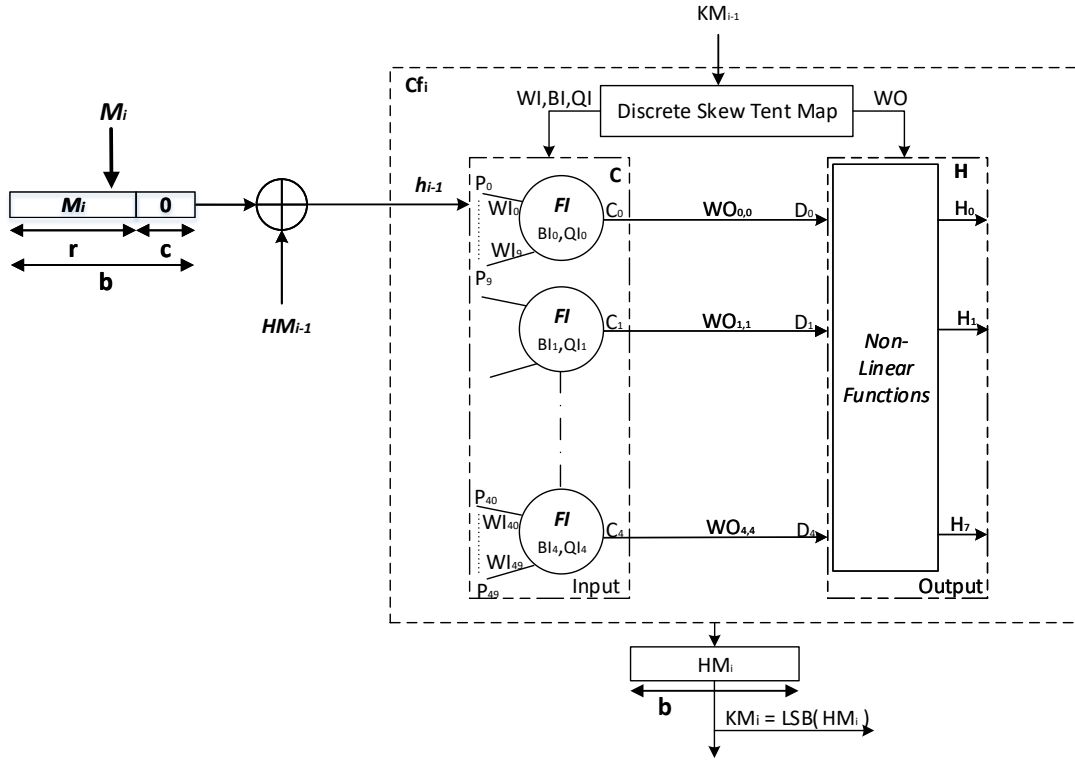 KMi-1
Cfi
WI,BI,QI
Discrete Skew Tent Map
WO
Mi
Mi
0
r
c
b
HMi-1
hi-1
C
P0
WI0
WI9
P9
FI
BI0,QI0
C0
WO0,0
D0
FI
BI1,QI1
C1
WO1,1
D1
P40
WI40
WI49
P49
FI
BI4,QI4
C4
WO4,4
D4
Input
H
Non-
Linear
Functions
H0
H1
H7
Output
HMi
b
KMi = LSB( HMi )